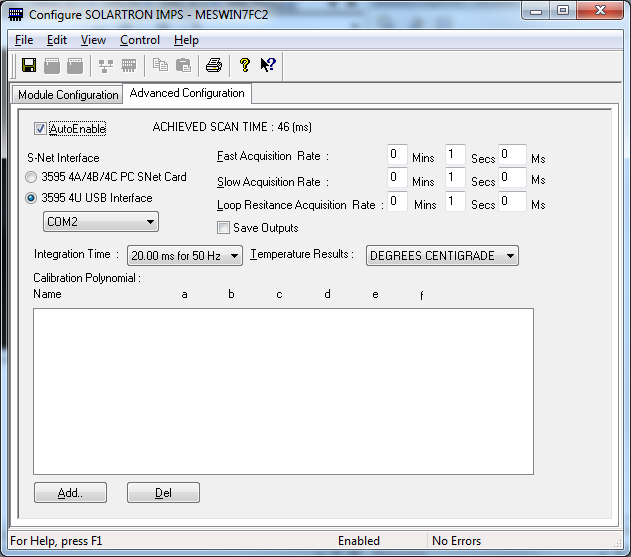 Configure SOLARTRON IMPS - MESWIN7FC2
File Edit View Control Help
Module Configuration Advanced Configuration
AutoEnable ACHIEVED SCAN TIME : 46 (ms)
S-Net Interface
3595 4A/4B/4C PC SNet Card
3595 4U USB Interface
COM2
Fast Acquisition Rate : 0 Mins 1 Secs 0 Ms
Slow Acquisition Rate : 0 Mins 1 Secs 0 Ms
Loop Resitance Acquisition Rate : 0 Mins 1 Secs 0 Ms
Save Outputs
Integration Time : 20.00 ms for 50 Hz Temperature Results : DEGREES CENTIGRADE
Calibration Polynomial :
Name a b c d e f
Add.. Del
For Help, press F1 Enabled No Errors